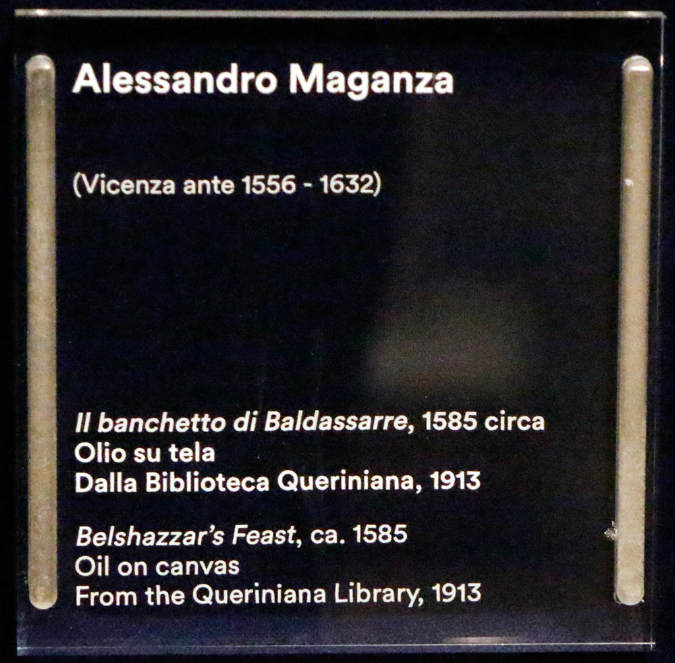 Alessandro Maganza
(Vicenza ante 1556 - 1632)
Il banchetto di Baldassarre, 1585 circa
Olio su tela
Dalla Biblioteca Queriniana, 1913
Belshazzar’s Feast, ca. 1585
Oil on canvas
From the Queriniana Library, 1913